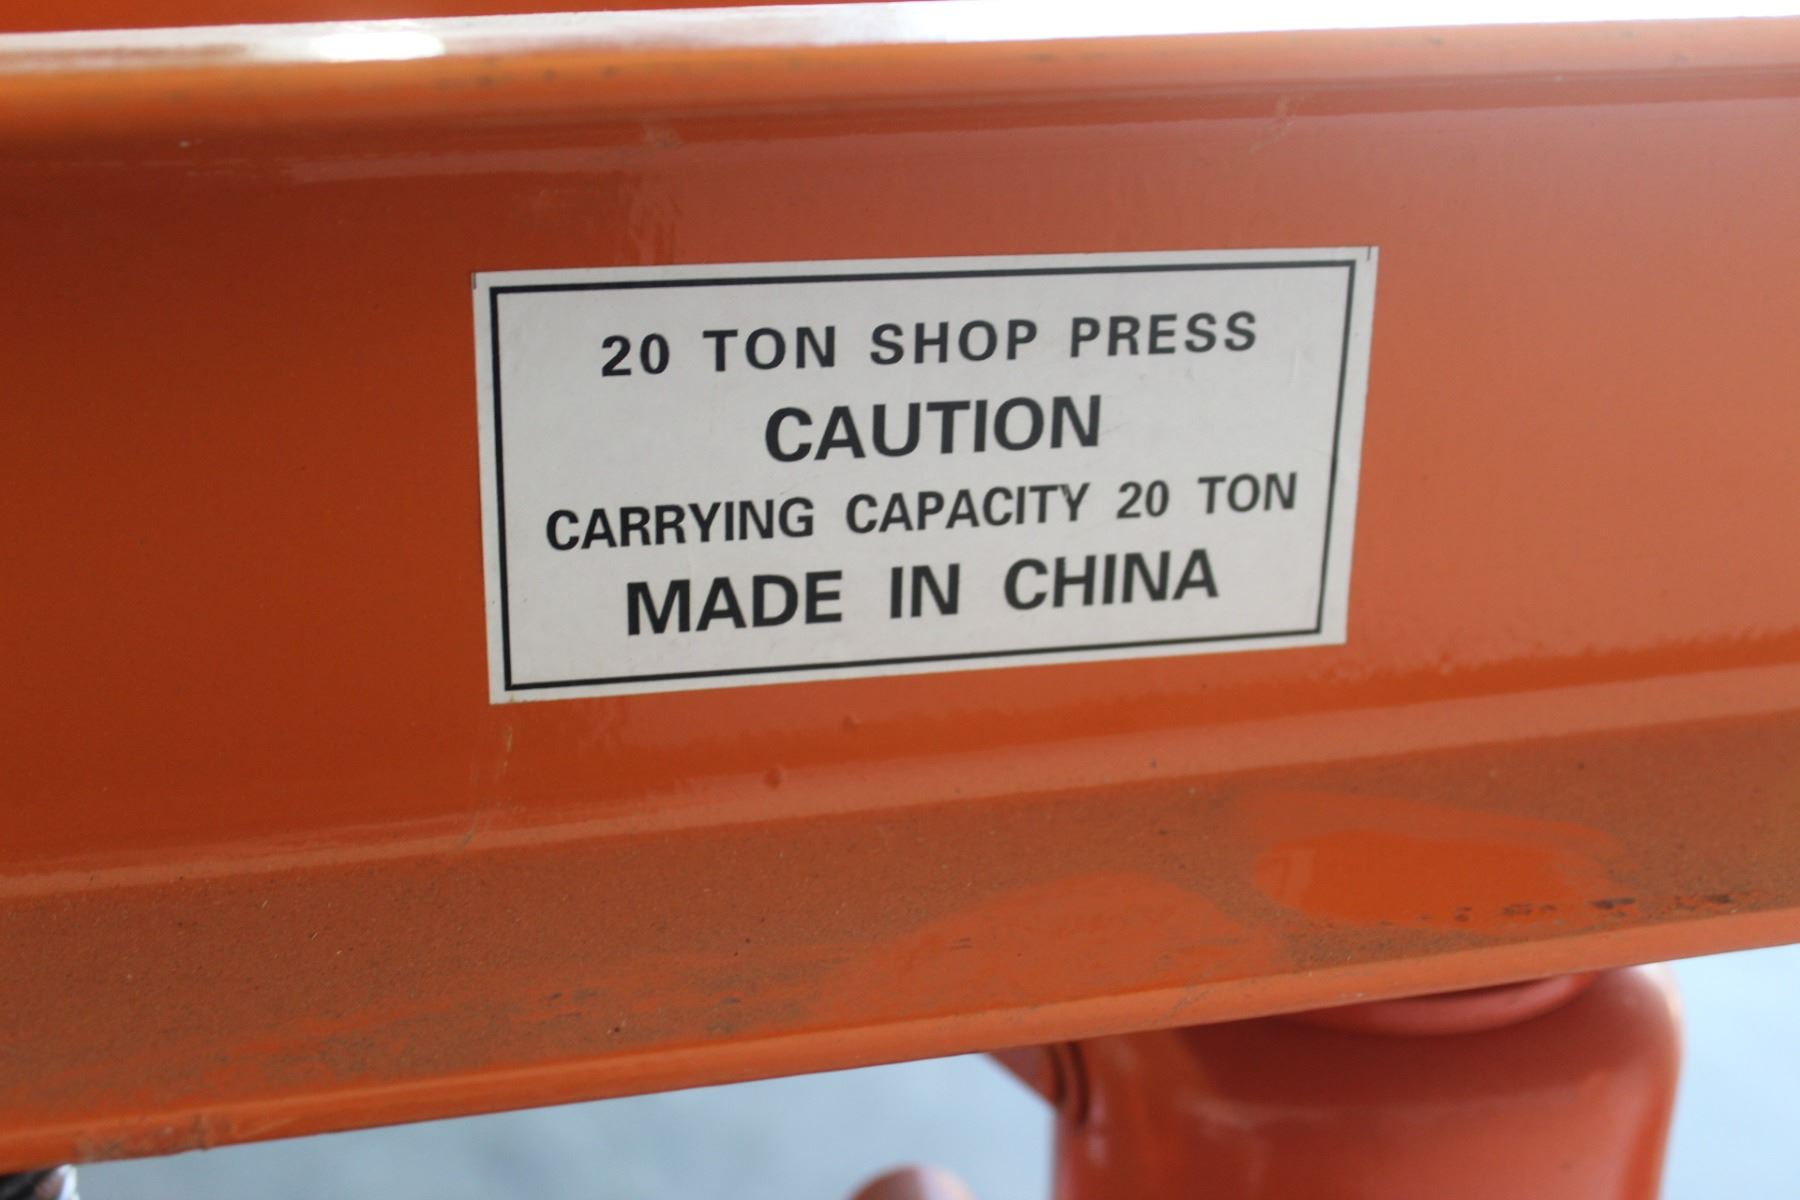 20 TON SHOP PRESS
CAUTION
CARRYING CAPACITY 20 TON
MADE IN CHINA